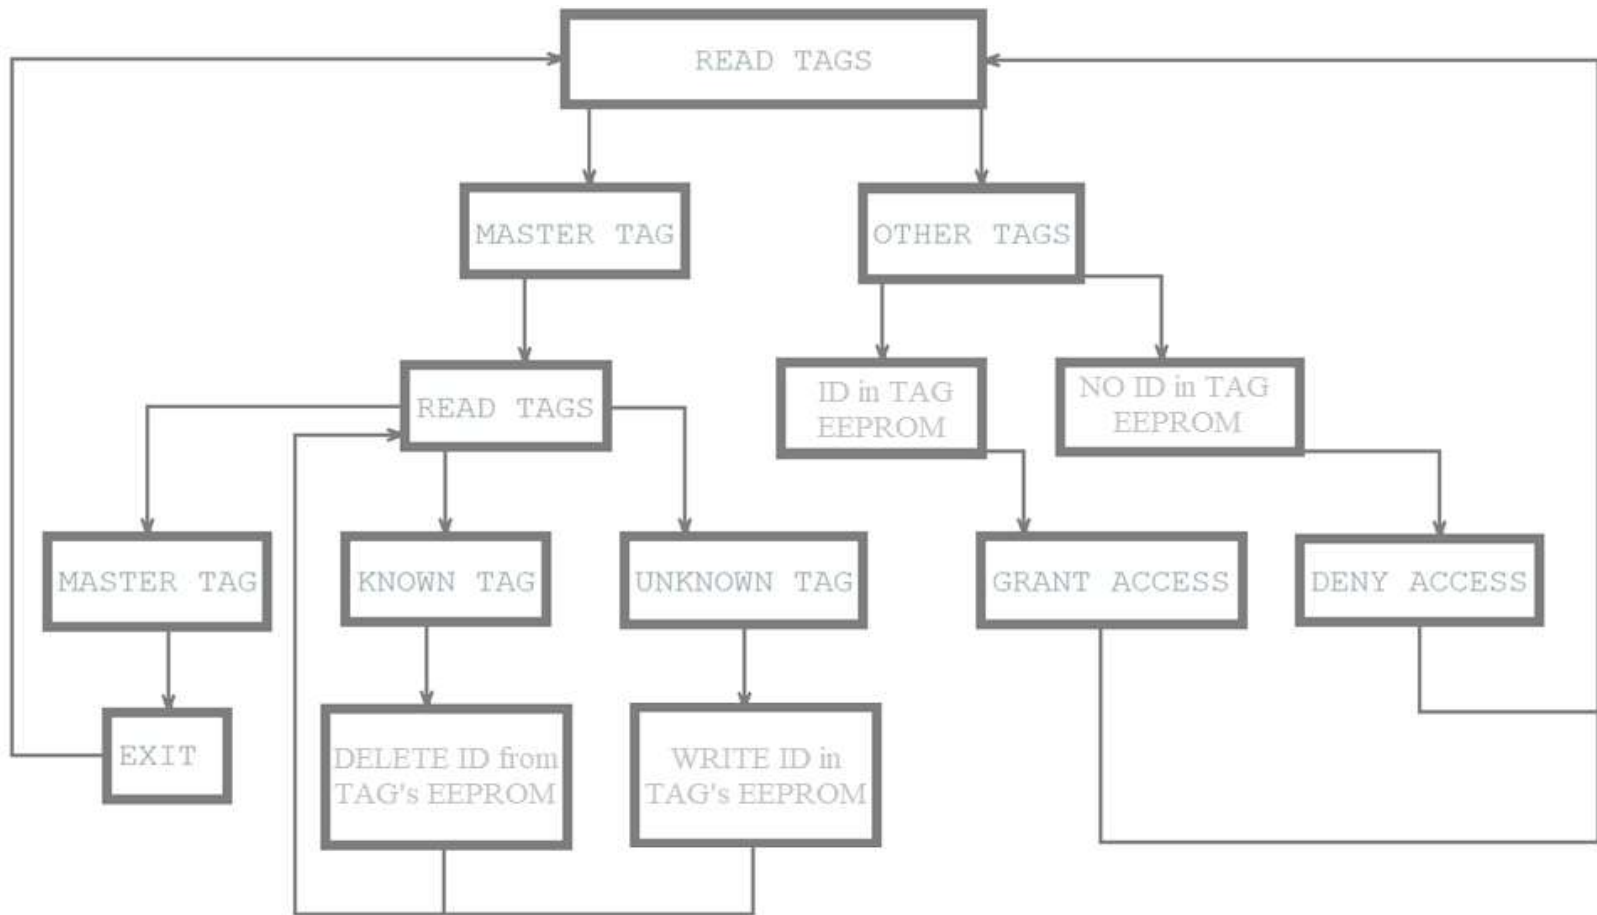 READ TAGS
MASTER TAG
OTHER TAGS
READ TAGS
ID in TAG
EEPROM
NO ID in TAG
EEPROM
MASTER TAG
KNOWN TAG
UNKNOWN TAG
GRANT ACCESS
DENY ACCESS
EXIT
DELETE ID from
TAG's EEPROM
WRITE ID in
TAG's EEPROM